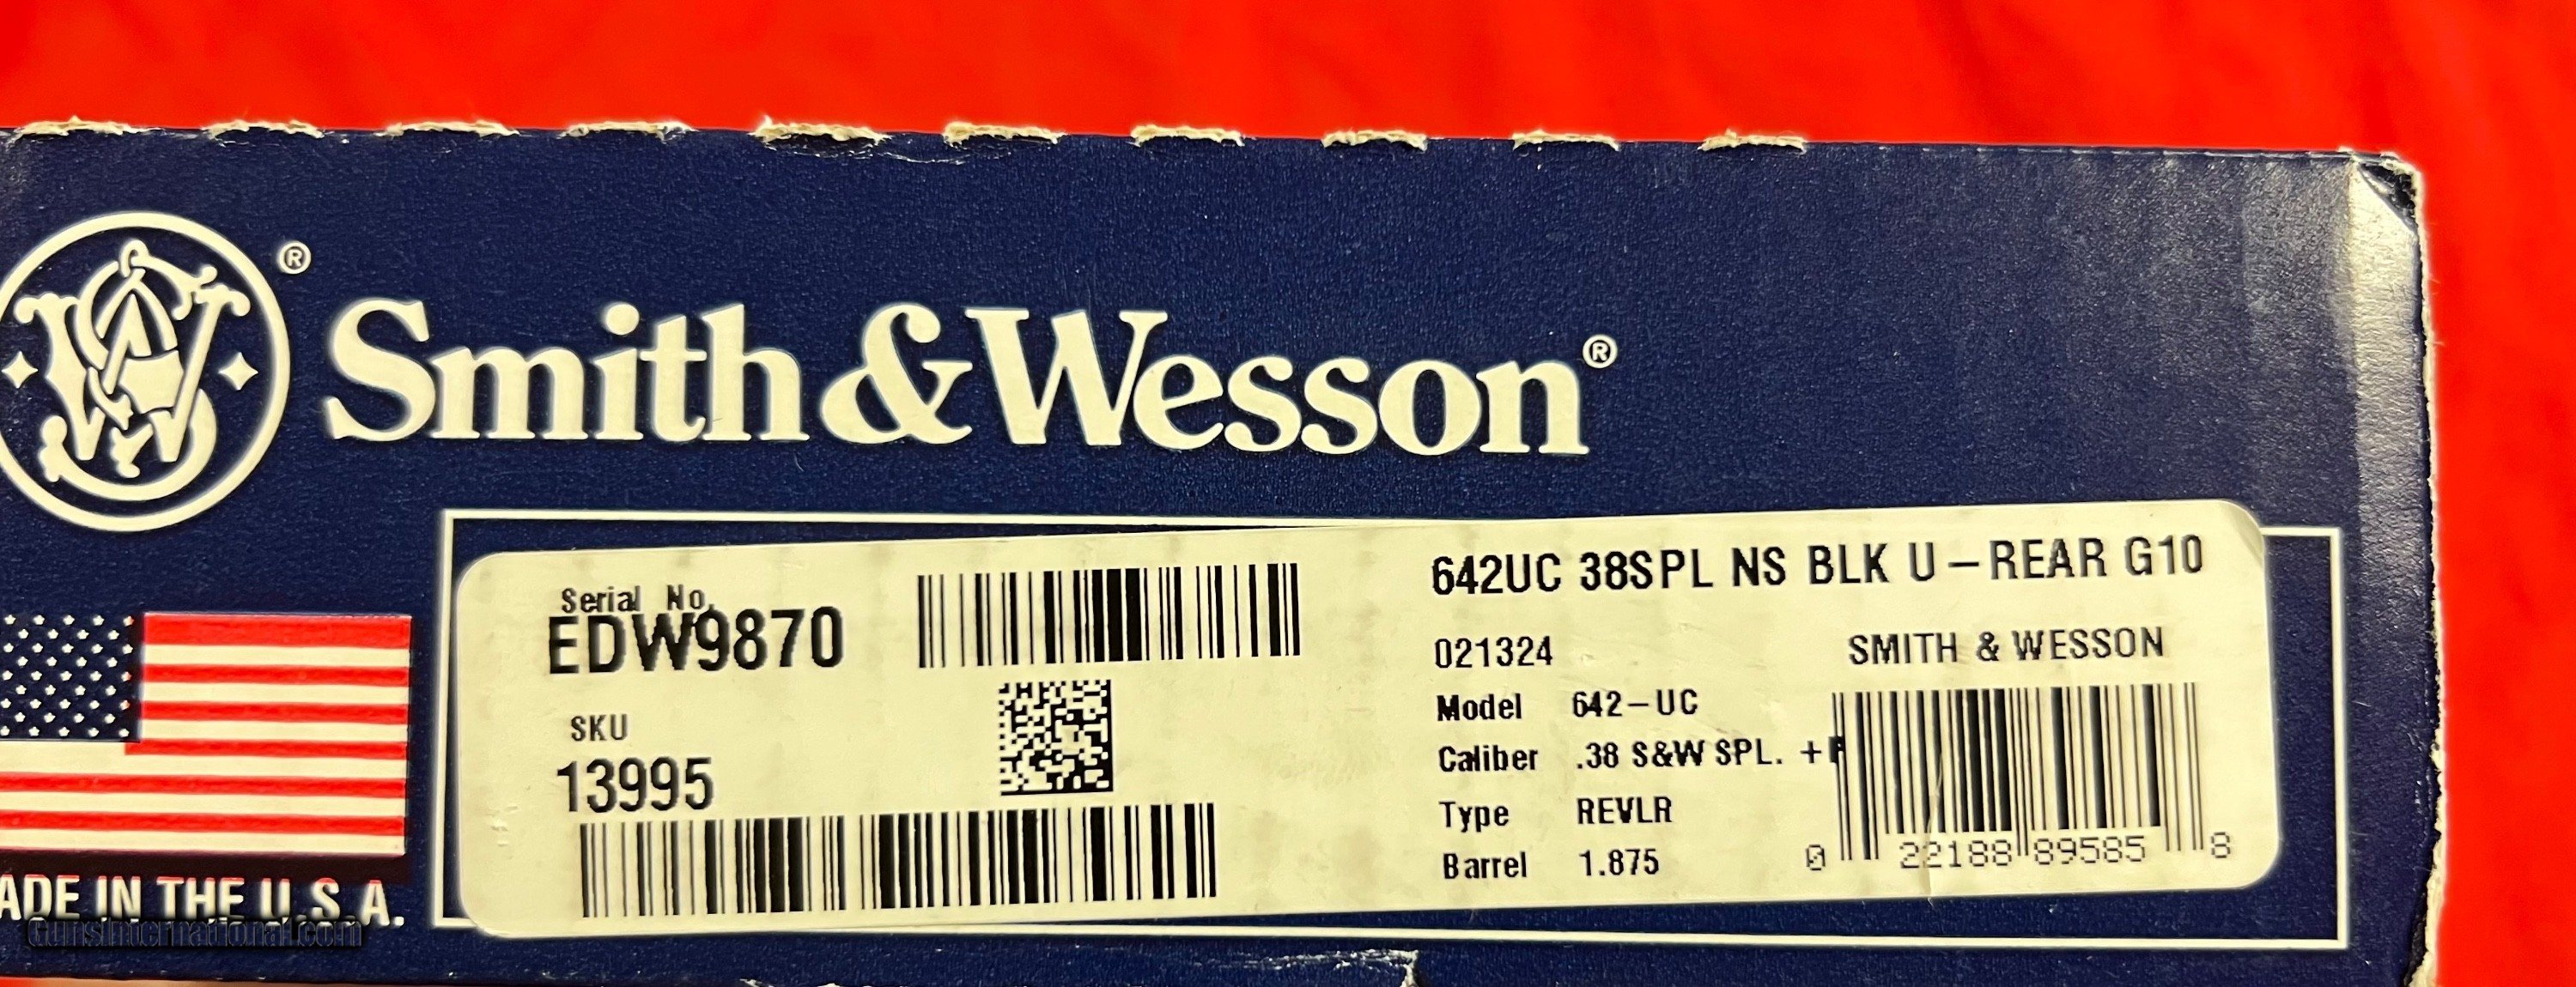 ®
Smith & Wesson®
Serial No.
EDW9870
SKU
13995
642UC 38SPL NS BLK U-REAR G10
021324
SMITH & WESSON
Model 642-UC
Caliber .38 S&W SPL. +P
Type REVLR
Barrel 1.875
0 22188 89585 8
ADE IN THE U.S.A.
GunsInternational.com